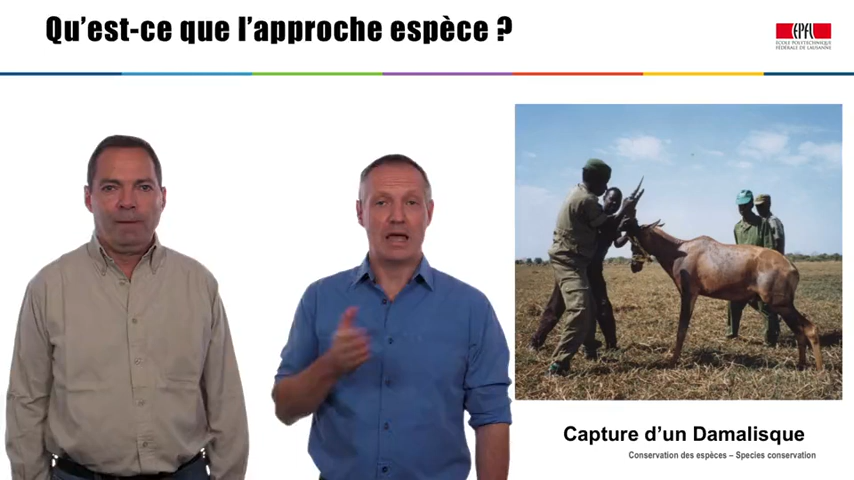 Qu'est-ce que l'approche espèce ?
EPFL
ECOLE POLYTECHNIQUE
FÉDÉRALE DE LAUSANNE
Capture d'un Damalisque
Conservation des espèces – Species conservation